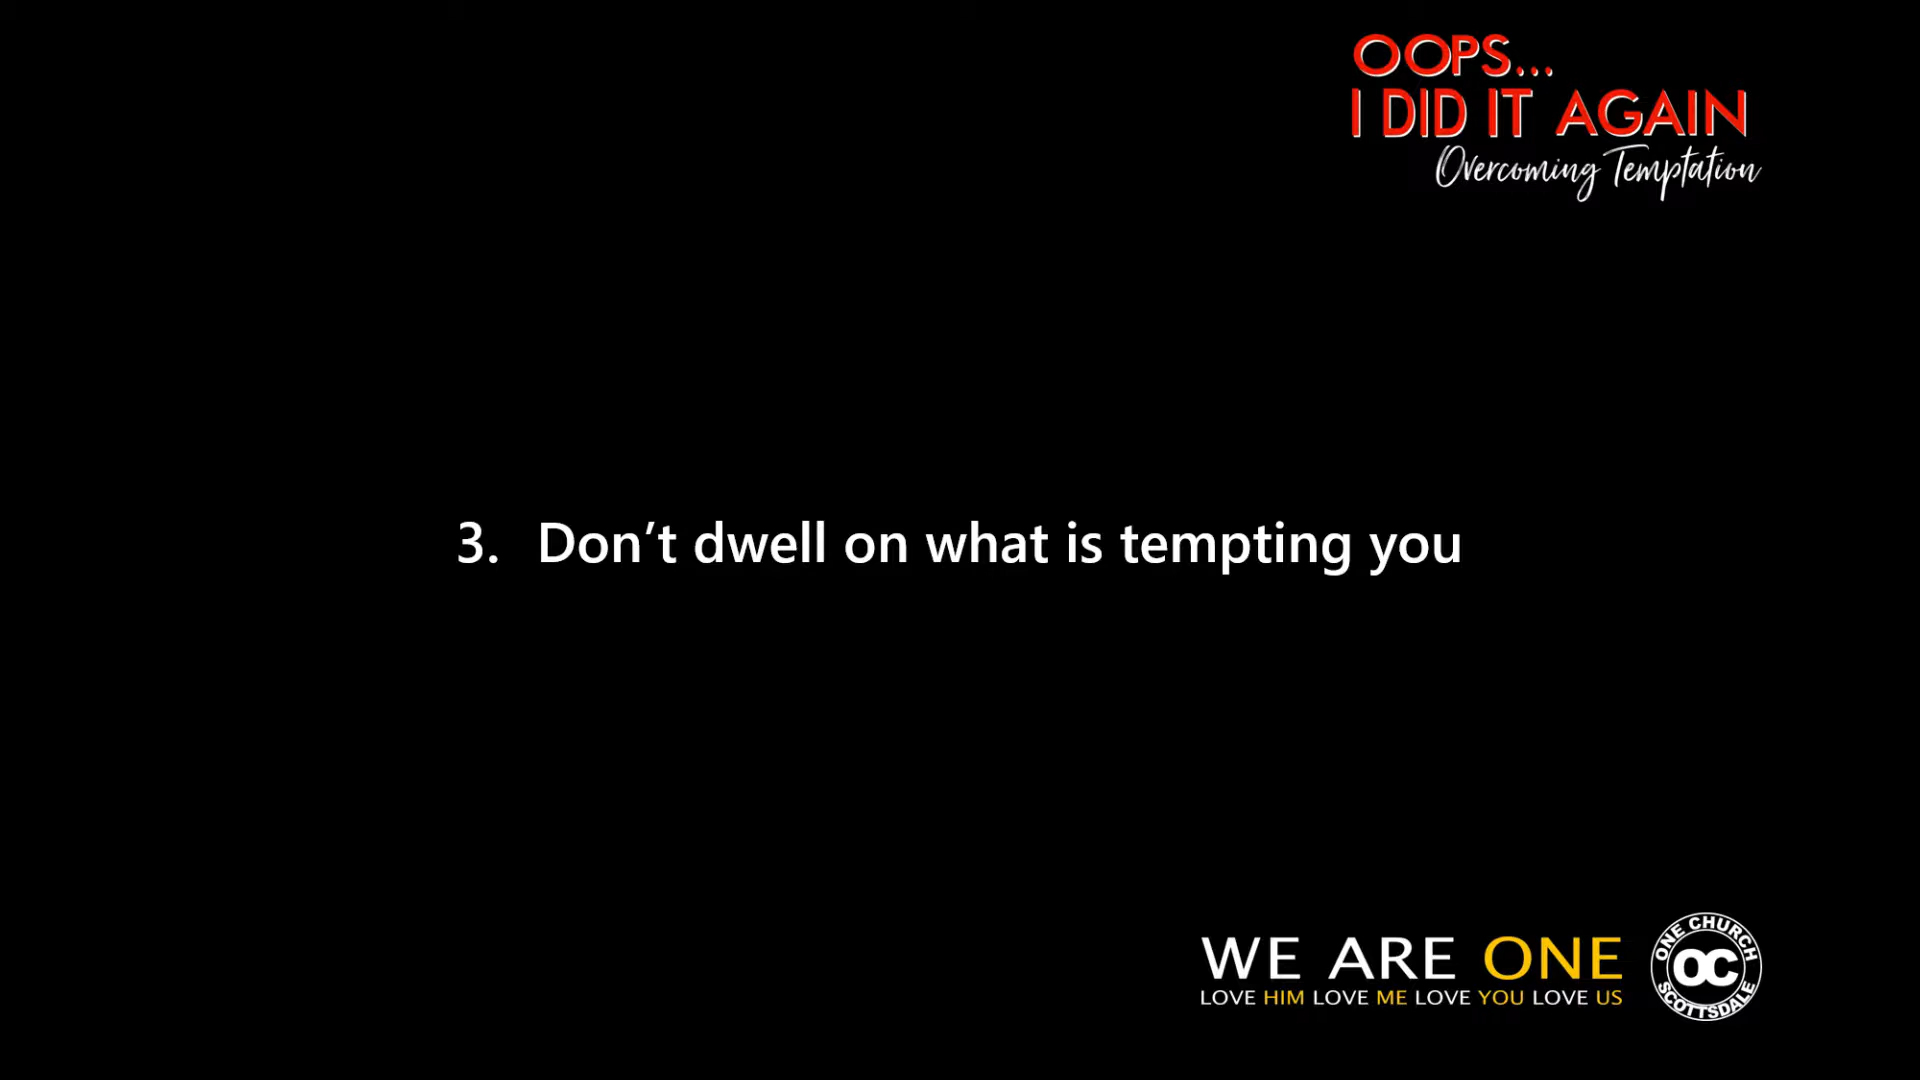 OOPS...
I DID IT AGAIN
Overcoming Temptation
3. Don’t dwell on what is tempting you
WE ARE ONE
LOVE HIM LOVE ME LOVE YOU LOVE US
ONE CHURCH
OC
SCOTTSDALE